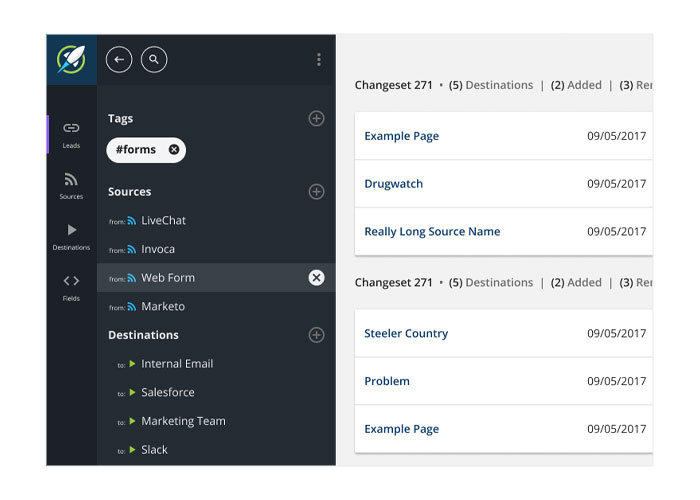 Leads
Sources
Destinations
Fields
Tags
#forms
Sources
from: LiveChat
from: Invoca
from: Web Form
from: Marketo
Destinations
to: Internal Email
to: Salesforce
to: Marketing Team
to: Slack
Changeset 271 • (5) Destinations | (2) Added | (3) Rer
Example Page 09/05/2017
Drugwatch 09/05/2017
Really Long Source Name 09/05/2017
Changeset 271 • (5) Destinations | (2) Added | (3) Rer
Steeler Country 09/05/2017
Problem 09/05/2017
Example Page 09/05/2017